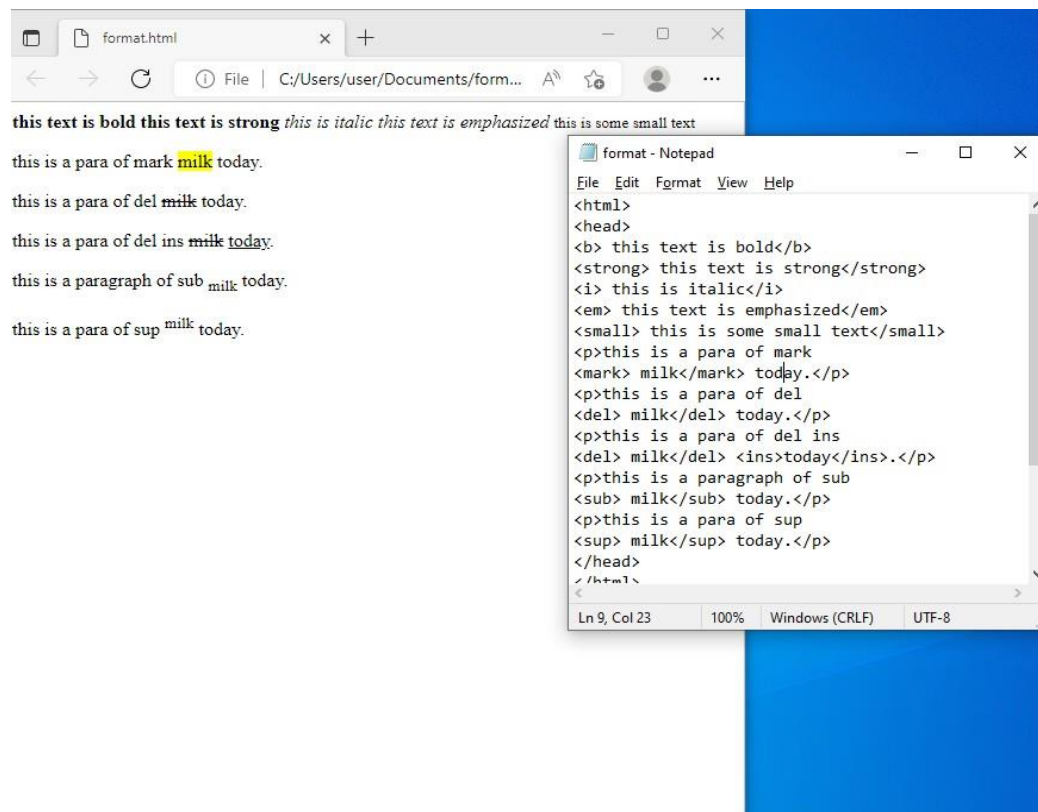 format.html
File | C:/Users/user/Documents/form...
this text is bold this text is strong this is italic this text is emphasized this is some small text
this is a para of mark milk today.
this is a para of del milk today.
this is a para of del ins milk today.
this is a paragraph of sub milk today.
this is a para of sup milk today.
format - Notepad
File Edit Format View Help
<html>
<head>
<b> this text is bold</b>
<strong> this text is strong</strong>
<i> this is italic</i>
<em> this text is emphasized</em>
<small> this is some small text</small>
<p>this is a para of mark
<mark> milk</mark> today.</p>
<p>this is a para of del
<del> milk</del> today.</p>
<p>this is a para of del ins
<del> milk</del> <ins>today</ins>.</p>
<p>this is a paragraph of sub
<sub> milk</sub> today.</p>
<p>this is a para of sup
<sup> milk</sup> today.</p>
</head>
</html>
Ln 9, Col 23 100% Windows (CRLF) UTF-8